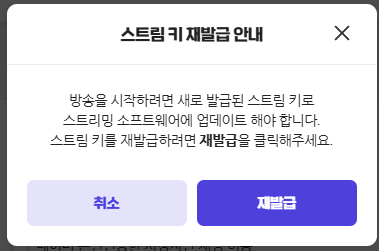 스트림 키 재발급 안내
방송을 시작하려면 새로 발급된 스트림 키로
스트리밍 소프트웨어에 업데이트 해야 합니다.
스트림 키를 재발급하려면 재발급을 클릭해주세요.
취소
재발급